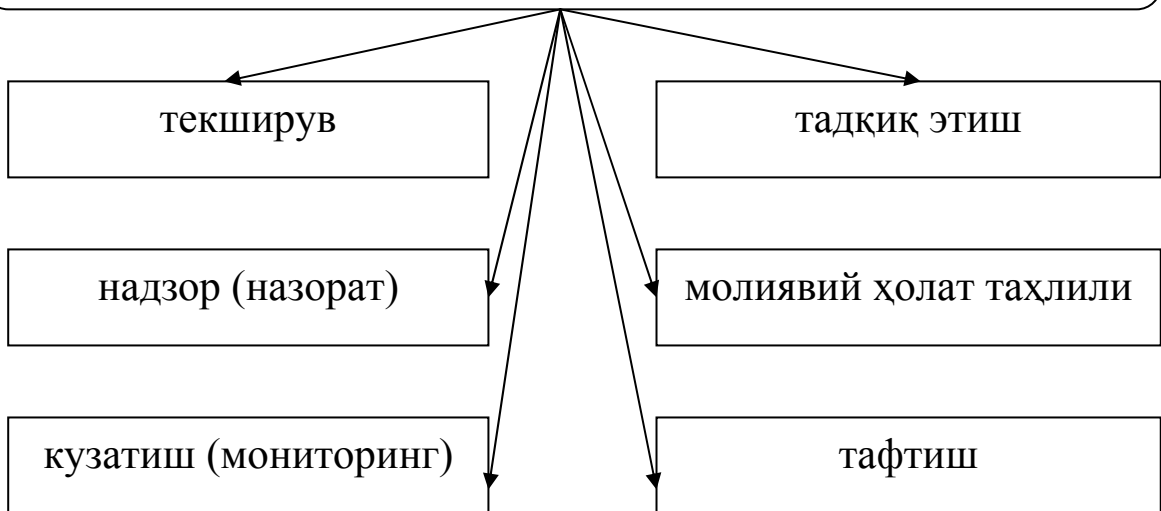 текширув
тадқиқ этиш
надзор (назорат)
молиявий ҳолат таҳлили
кузатиш (мониторинг)
тафтиш